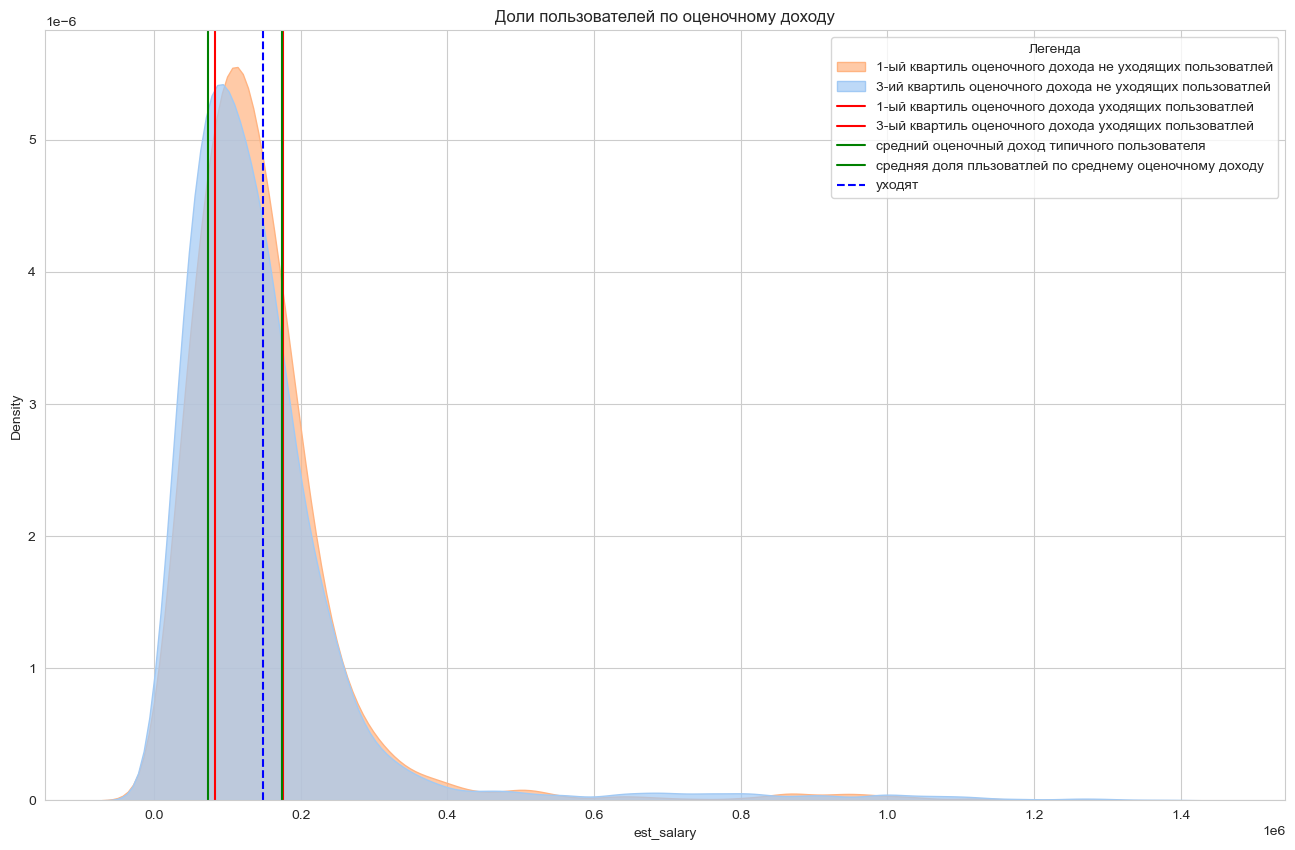 Доли пользователей по оценочному доходу
1e−6
Легенда
1-ый квартиль оценочного дохода не уходящих пользоватлей
3-ий квартиль оценочного дохода не уходящих пользоватлей
1-ый квартиль оценочного дохода уходящих пользоватлей
3-ый квартиль оценочного дохода уходящих пользоватлей
средний оценочный доход типичного пользователя
средняя доля пльзоватлей по среднему оценочному доходу
уходят
5
4
3
2
1
0
Density
0.0 0.2 0.4 0.6 0.8 1.0 1.2 1.4
est_salary
1e6